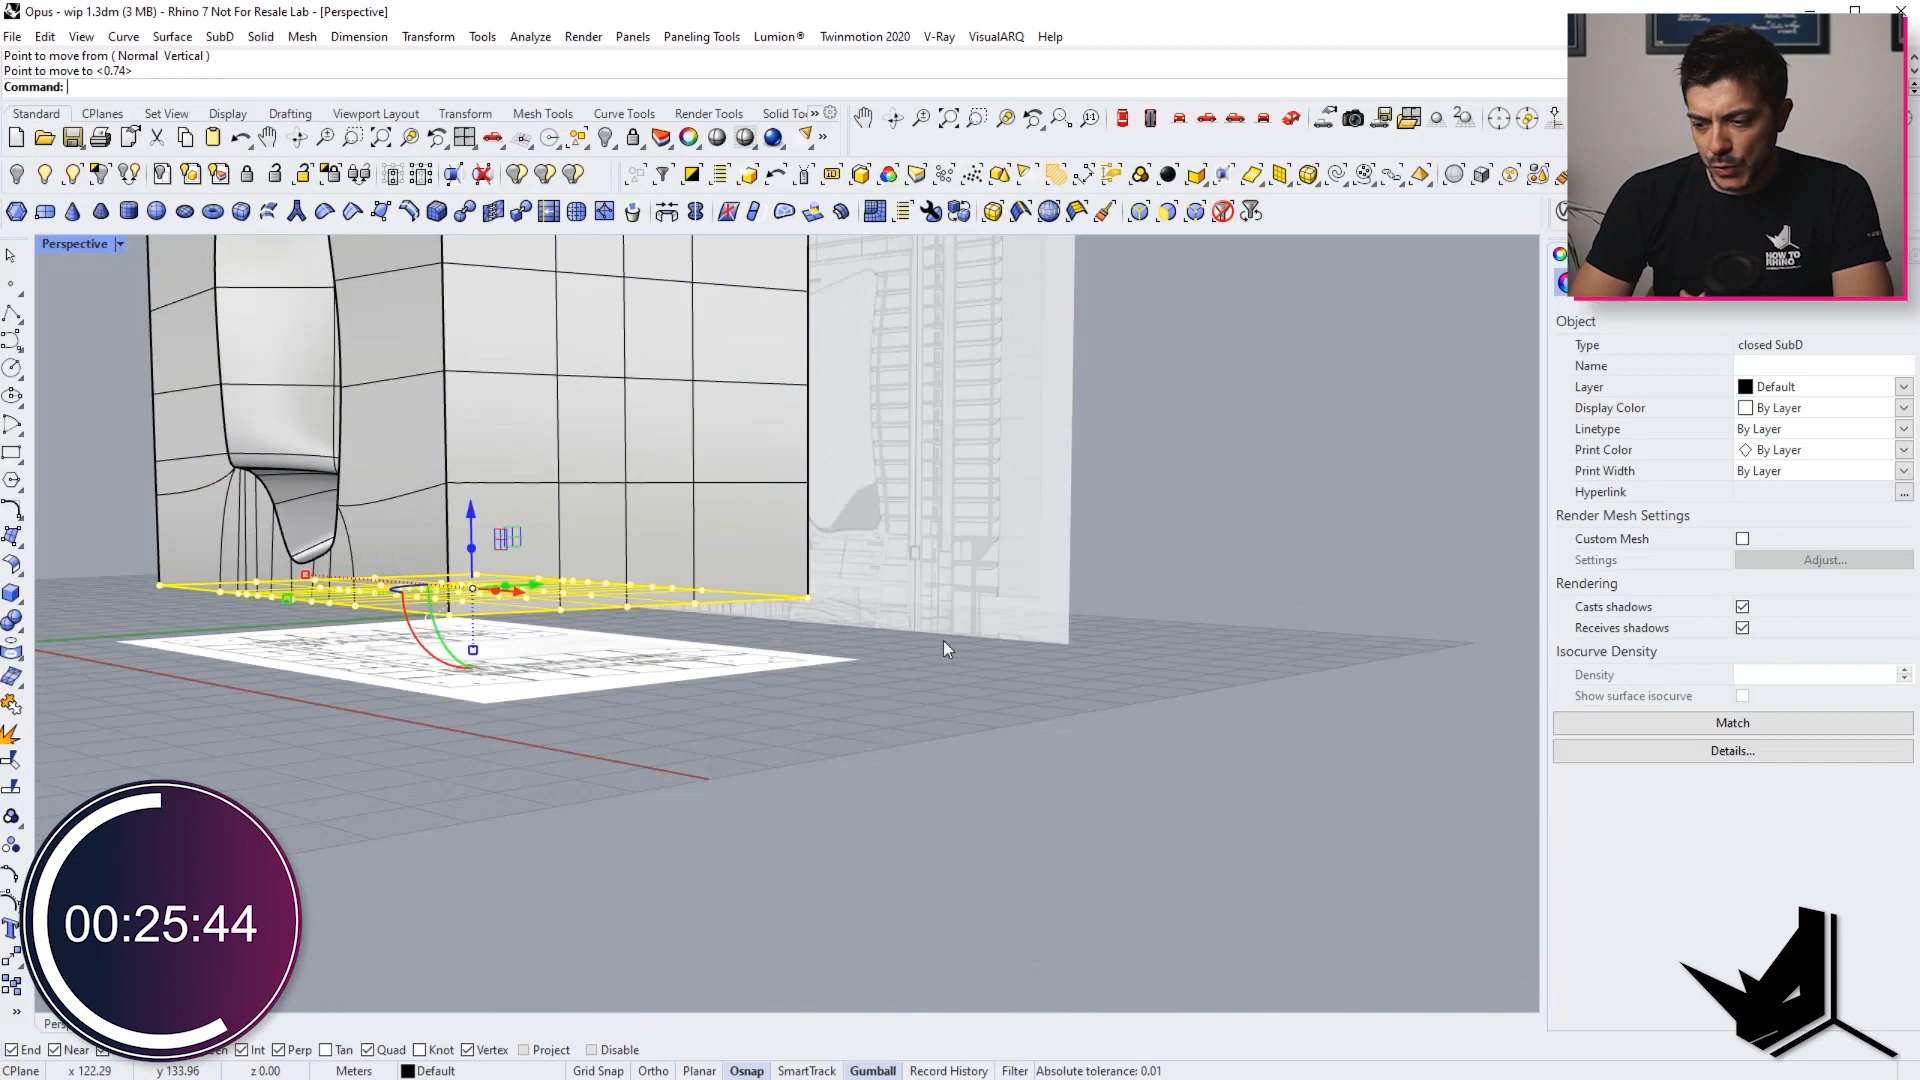 Opus - wip 1.3dm (3 MB) - Rhino 7 Not For Resale Lab - [Perspective]
File Edit View Curve Surface SubD Solid Mesh Dimension Transform Tools Analyze Render Panels Paneling Tools Lumion® Twinmotion 2020 V-Ray VisualARQ Help
Point to move from ( Normal Vertical )
Point to move to <0.74>
Command:
Standard CPlanes Set View Display Drafting Viewport Layout Transform Mesh Tools Curve Tools Render Tools Solid To
HOW TO
RHINO
Perspective
Object
Type closed SubD
Name
Layer Default
Display Color By Layer
Linetype By Layer
Print Color By Layer
Print Width By Layer
Hyperlink ...
Render Mesh Settings
Custom Mesh
Settings Adjust...
Rendering
Casts shadows
Receives shadows
Isocurve Density
Density
Show surface isocurve
Match
Details...
00:25:44
End Near Int Perp Tan Quad Knot Vertex Project Disable
CPlane x 122.29 y 133.96 z 0.00 Meters Default Grid Snap Ortho Planar Osnap SmartTrack Gumball Record History Filter Absolute tolerance: 0.01